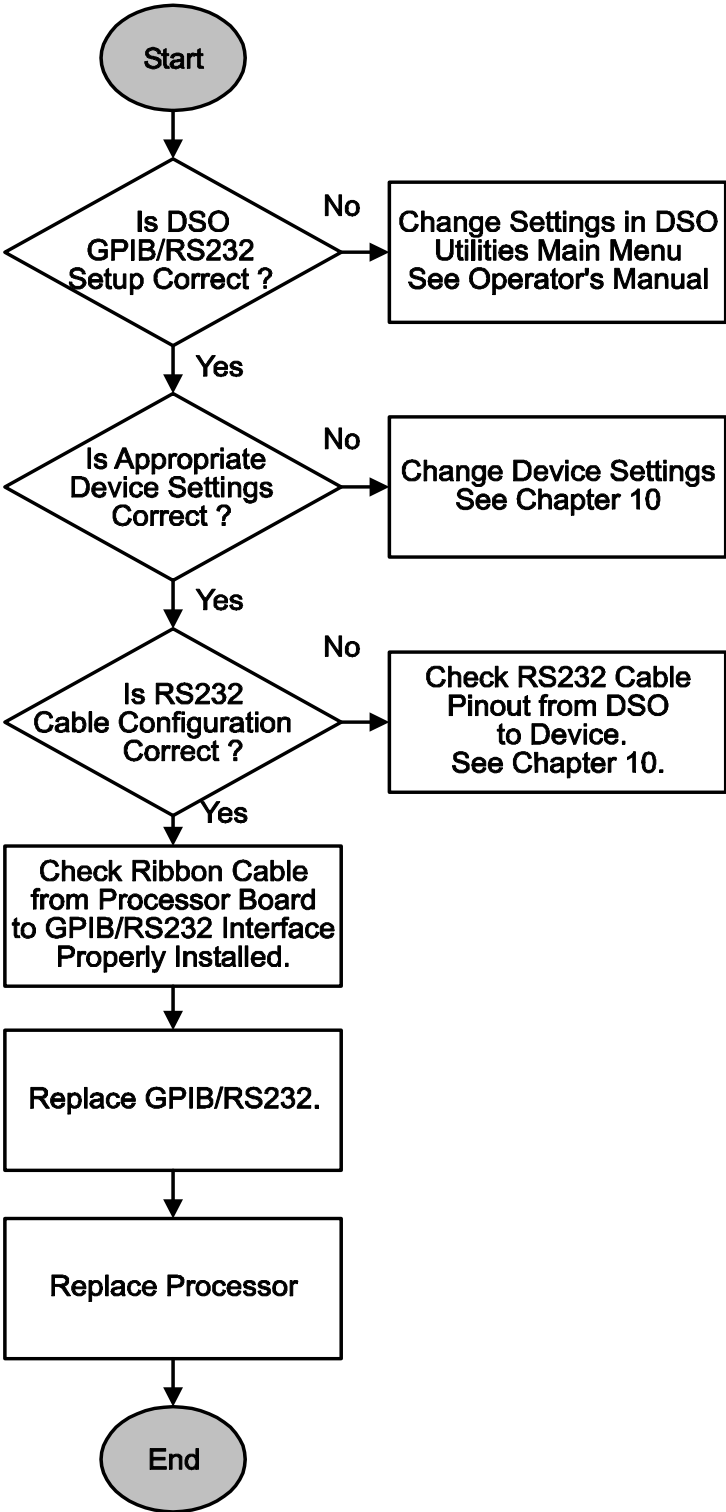 Start
Is DSO
GPIB/RS232
Setup Correct ?
No
Change Settings in DSO
Utilities Main Menu
See Operator's Manual
Yes
Is Appropriate
Device Settings
Correct ?
No
Change Device Settings
See Chapter 10
Yes
Is RS232
Cable Configuration
Correct ?
No
Check RS232 Cable
Pinout from DSO
to Device.
See Chapter 10.
Yes
Check Ribbon Cable
from Processor Board
to GPIB/RS232 Interface
Properly Installed.
Replace GPIB/RS232.
Replace Processor
End